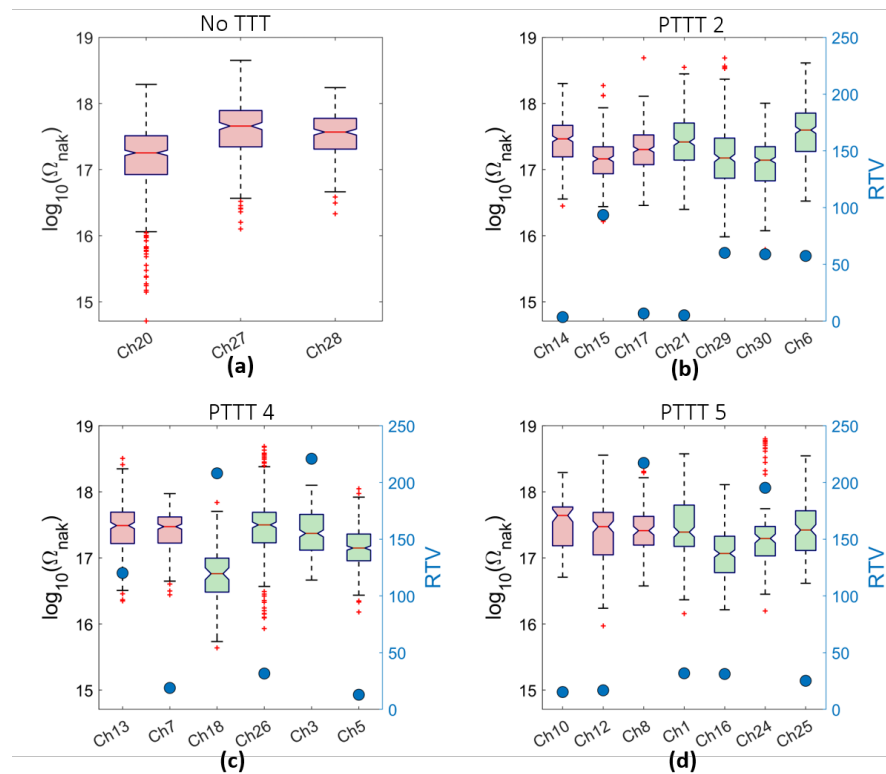 No TTT
19
18
17
16
15
log10(Ωnak)
Ch20
Ch27
Ch28
(a)
PTTT 2
19
18
17
16
15
log10(Ωnak)
250
200
150
100
50
0
RTV
Ch14
Ch15
Ch17
Ch21
Ch29
Ch30
Ch6
(b)
PTTT 4
19
18
17
16
15
log10(Ωnak)
250
200
150
100
50
0
RTV
Ch13
Ch7
Ch18
Ch26
Ch3
Ch5
(c)
PTTT 5
19
18
17
16
15
log10(Ωnak)
250
200
150
100
50
0
RTV
Ch10
Ch12
Ch8
Ch1
Ch16
Ch24
Ch25
(d)